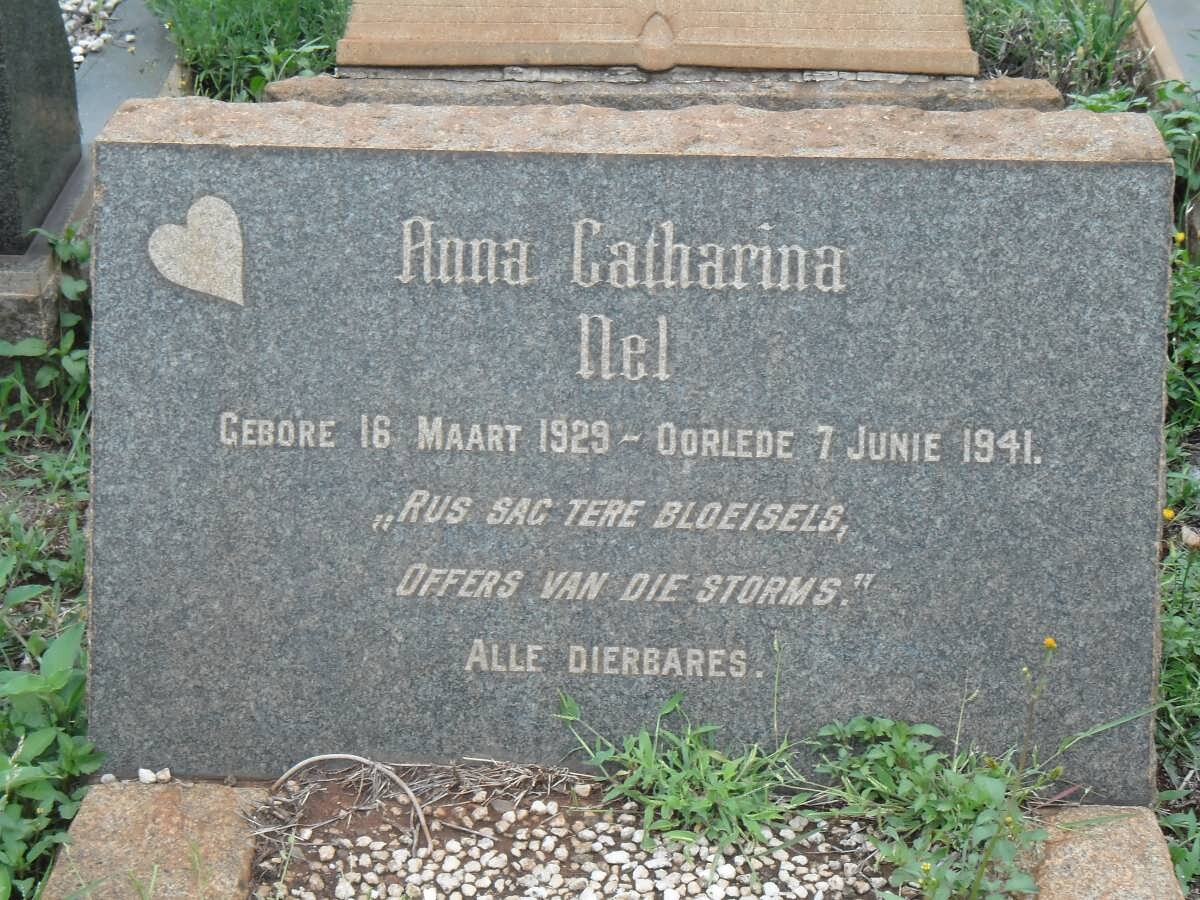 Anna Catharina
Nel
GEBORE 16 MAART 1929 - OORLEDE 7 JUNIE 1941.
„RUS SAG TERE BLOEISELS,
OFFERS VAN DIE STORMS."
ALLE DIERBARES.